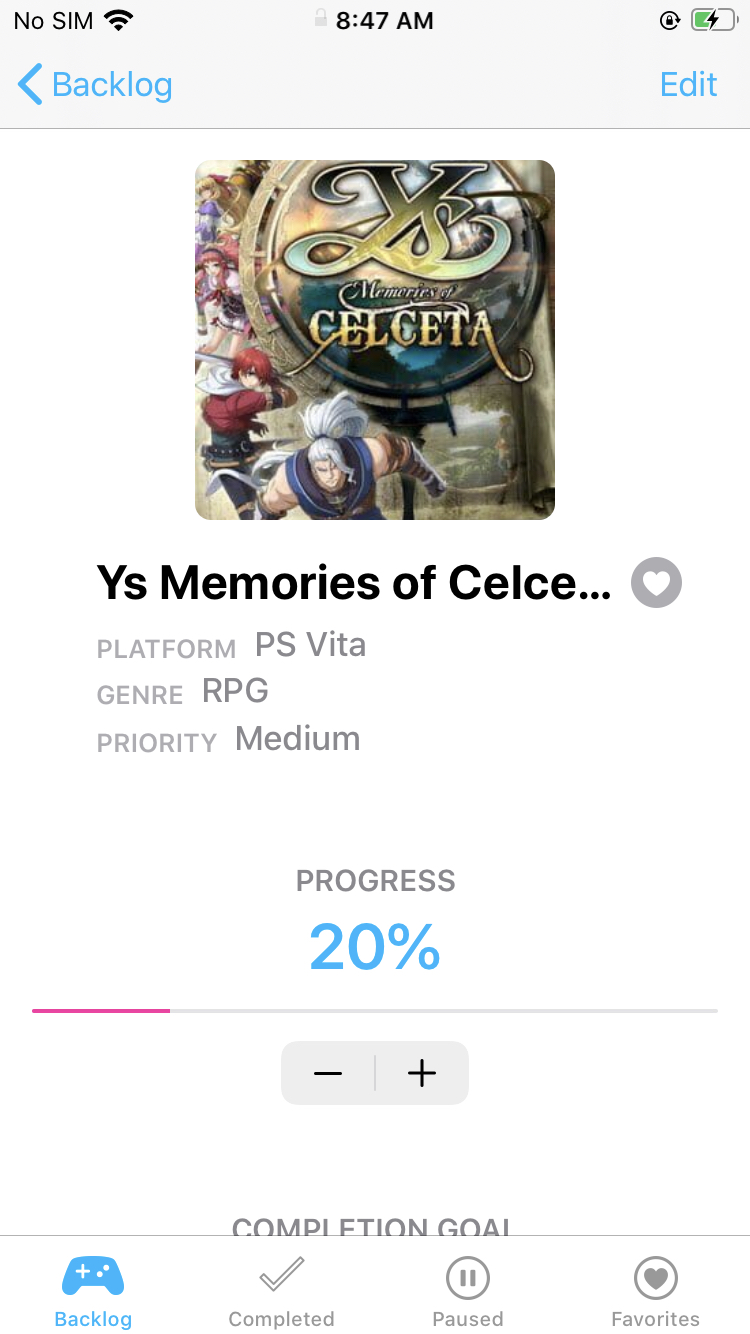 No SIM 8:47 AM
Backlog Edit
Ys
Memories of
CELCETA
Ys Memories of Celce...
PLATFORM PS Vita
GENRE RPG
PRIORITY Medium
PROGRESS
20%
COMPLETION GOAL
Backlog Completed Paused Favorites